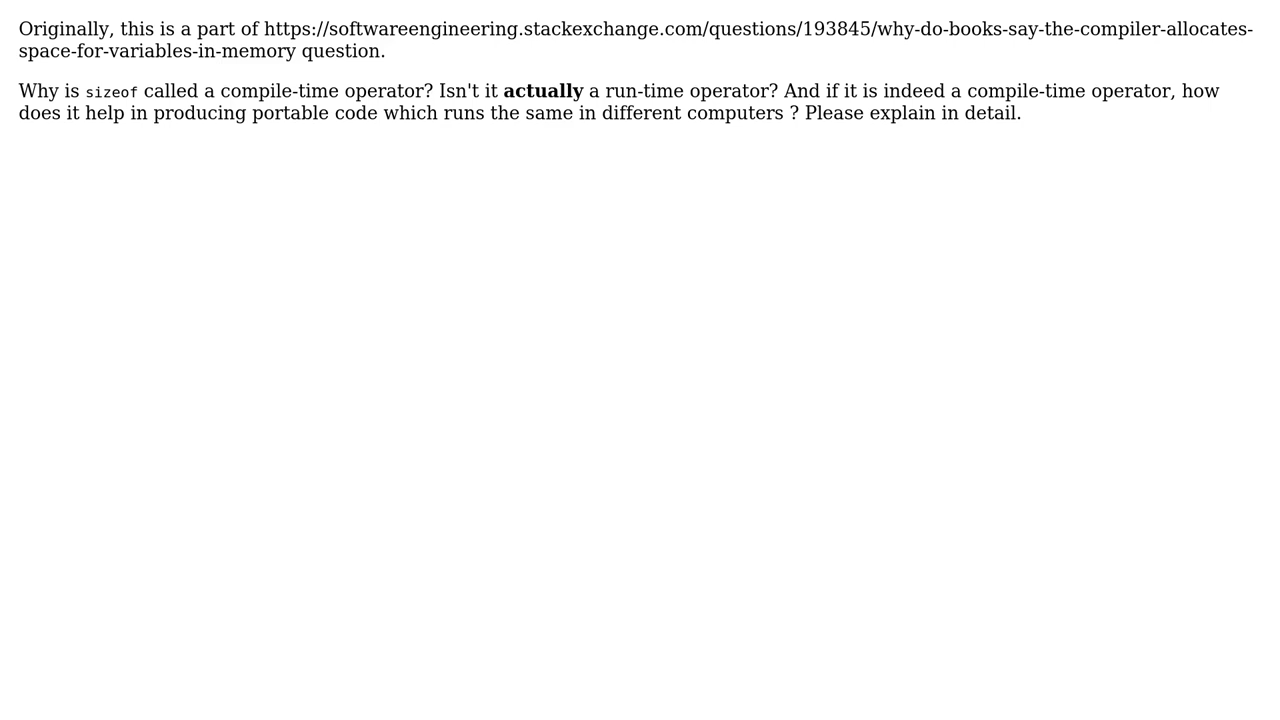 Originally, this is a part of https://softwareengineering.stackexchange.com/questions/193845/why-do-books-say-the-compiler-allocates-
space-for-variables-in-memory question.
Why is sizeof called a compile-time operator? Isn't it actually a run-time operator? And if it is indeed a compile-time operator, how
does it help in producing portable code which runs the same in different computers ? Please explain in detail.